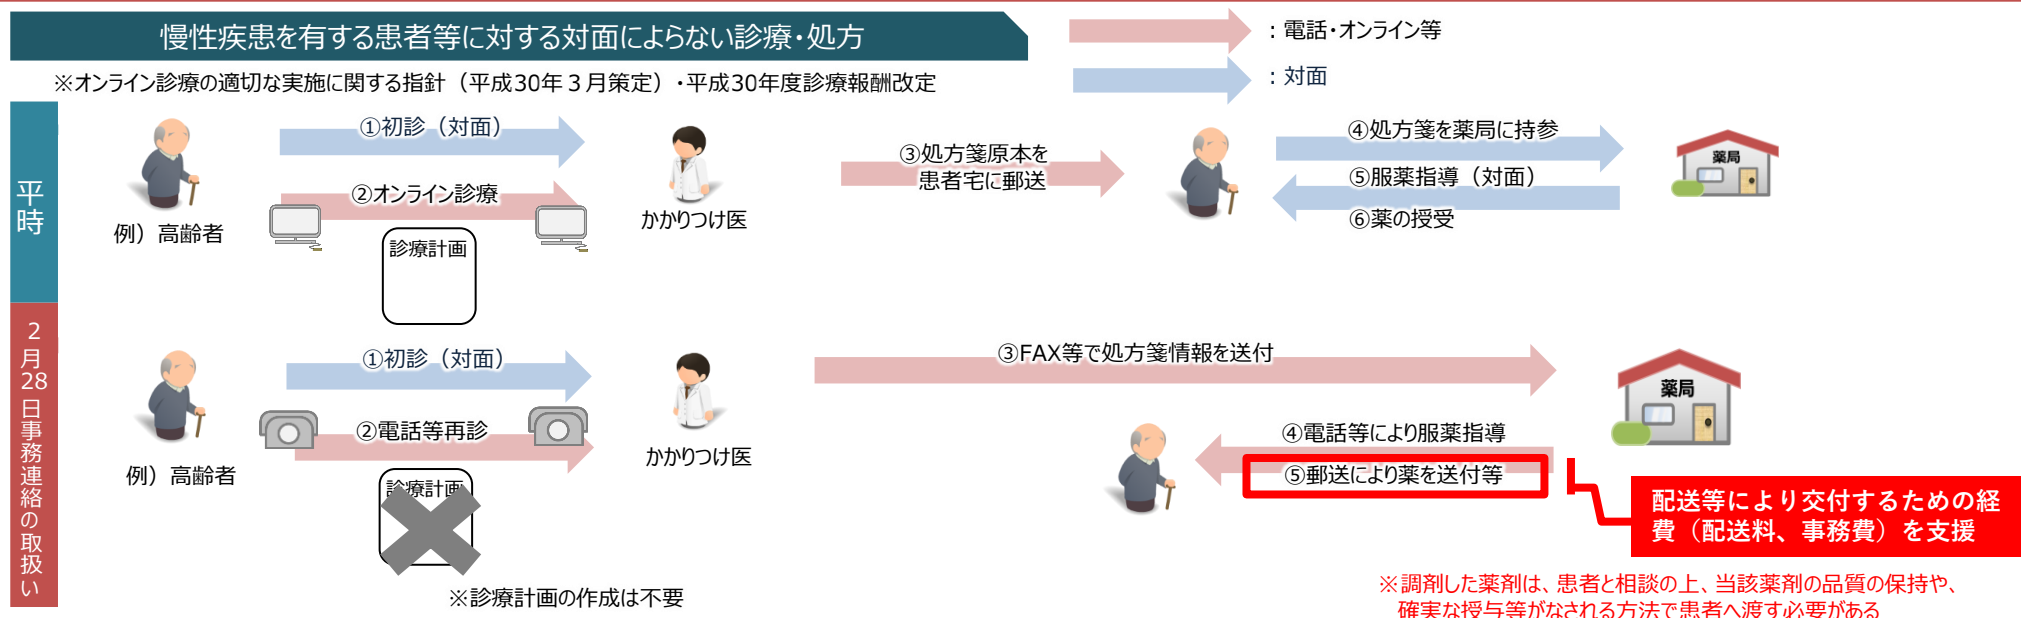 慢性疾患を有する患者等に対する対面によらない診療・処方
：電話・オンライン等
：対面
※オンライン診療の適切な実施に関する指針（平成30年３月策定）・平成30年度診療報酬改定
平時
①初診（対面）
②オンライン診療
診療計画
例）高齢者
かかりつけ医
③処方箋原本を
患者宅に郵送
④処方箋を薬局に持参
⑤服薬指導（対面）
⑥薬の授受
薬局
2月28日事務連絡の取扱い
①初診（対面）
②電話等再診
診療計画
例）高齢者
かかりつけ医
※診療計画の作成は不要
③FAX等で処方箋情報を送付
薬局
④電話等により服薬指導
⑤郵送により薬を送付等
配送等により交付するための経
費（配送料、事務費）を支援
※調剤した薬剤は、患者と相談の上、当該薬剤の品質の保持や、
確実な授与等がなされる方法で患者へ渡す必要がある